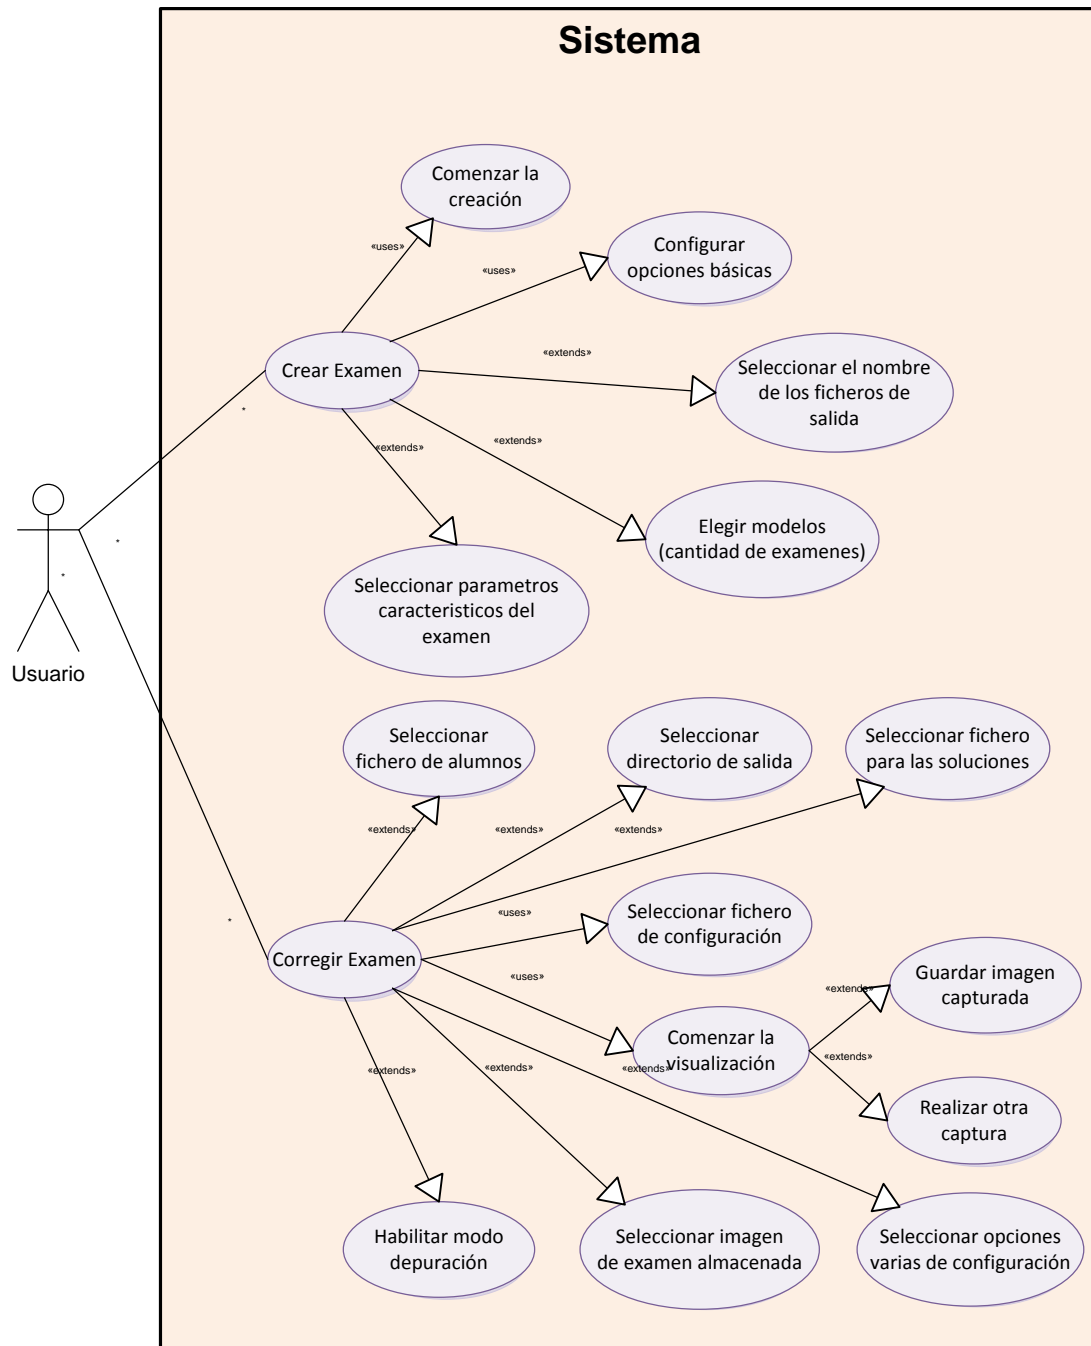 Sistema
Comenzar la
creación
«uses»
Configurar
opciones básicas
«uses»
Crear Examen
«extends»
Seleccionar el nombre
de los ficheros de
salida
*
«extends»
«extends»
Elegir modelos
(cantidad de examenes)
*
*
Usuario
Seleccionar parametros
caracteristicos del
examen
Seleccionar
fichero de alumnos
Seleccionar
directorio de salida
Seleccionar fichero
para las soluciones
«extends»
«extends»
«extends»
*
«uses»
Seleccionar fichero
de configuración
Corregir Examen
«uses»
Comenzar la
visualización
«extends»
Guardar imagen
capturada
«extends»
Realizar otra
captura
«extends»
«extends»
«extends»
Habilitar modo
depuración
Seleccionar imagen
de examen almacenada
Seleccionar opciones
varias de configuración